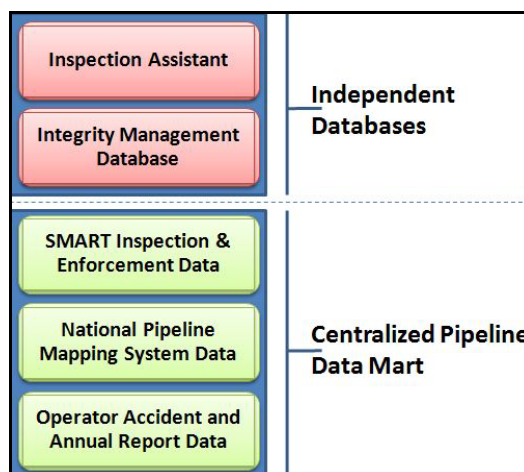 Inspection Assistant
Integrity Management
Database
Independent
Databases
SMART Inspection &
Enforcement Data
National Pipeline
Mapping System Data
Operator Accident and
Annual Report Data
Centralized Pipeline
Data Mart